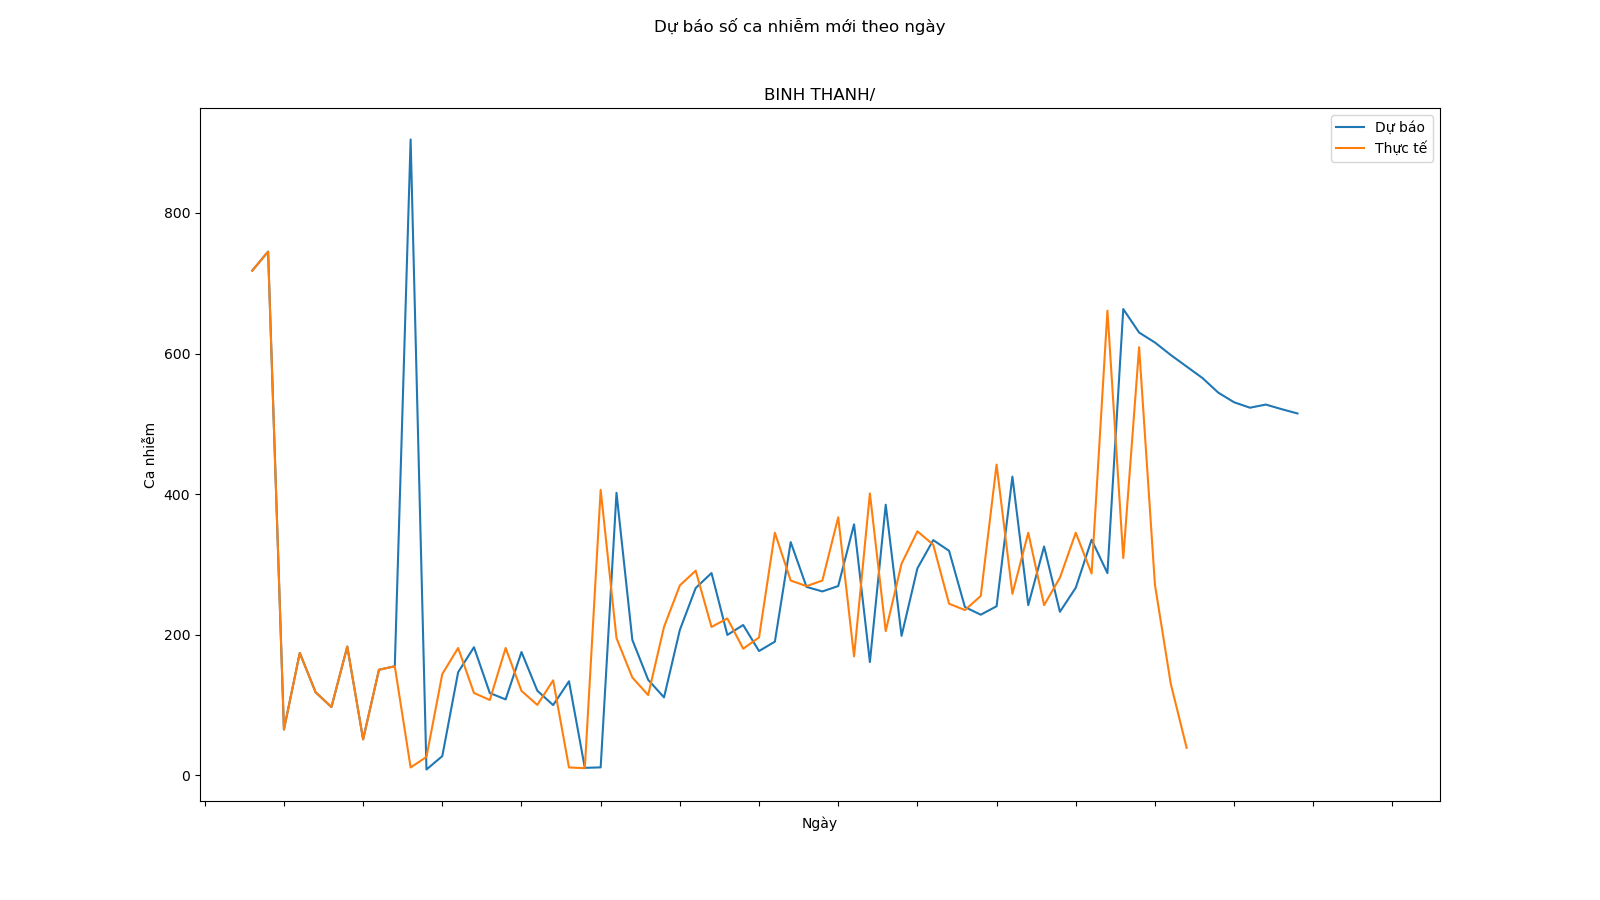 Dự báo số ca nhiễm mới theo ngày
BINH THANH/
Dự báo
Thực tế
800
600
400
200
0
Ca nhiễm
Ngày